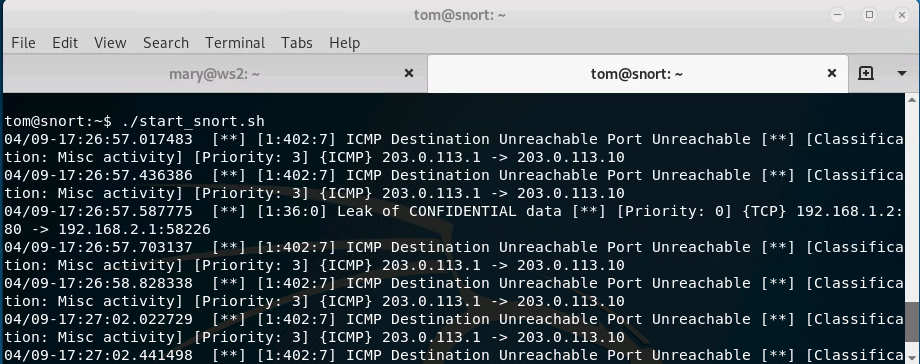 tom@snort: ~
File Edit View Search Terminal Tabs Help
mary@ws2: ~ tom@snort: ~
tom@snort:~$ ./start_snort.sh
04/09-17:26:57.017483  [**] [1:402:7] ICMP Destination Unreachable Port Unreachable [**] [Classifica
tion: Misc activity] [Priority: 3] {ICMP} 203.0.113.1 -> 203.0.113.10
04/09-17:26:57.436386  [**] [1:402:7] ICMP Destination Unreachable Port Unreachable [**] [Classifica
tion: Misc activity] [Priority: 3] {ICMP} 203.0.113.1 -> 203.0.113.10
04/09-17:26:57.587775  [**] [1:36:0] Leak of CONFIDENTIAL data [**] [Priority: 0] {TCP} 192.168.1.2:
80 -> 192.168.2.1:58226
04/09-17:26:57.703137  [**] [1:402:7] ICMP Destination Unreachable Port Unreachable [**] [Classifica
tion: Misc activity] [Priority: 3] {ICMP} 203.0.113.1 -> 203.0.113.10
04/09-17:26:58.828338  [**] [1:402:7] ICMP Destination Unreachable Port Unreachable [**] [Classifica
tion: Misc activity] [Priority: 3] {ICMP} 203.0.113.1 -> 203.0.113.10
04/09-17:27:02.022729  [**] [1:402:7] ICMP Destination Unreachable Port Unreachable [**] [Classifica
tion: Misc activity] [Priority: 3] {ICMP} 203.0.113.1 -> 203.0.113.10
04/09-17:27:02.441498  [**] [1:402:7] ICMP Destination Unreachable Port Unreachable [**] [Classifica